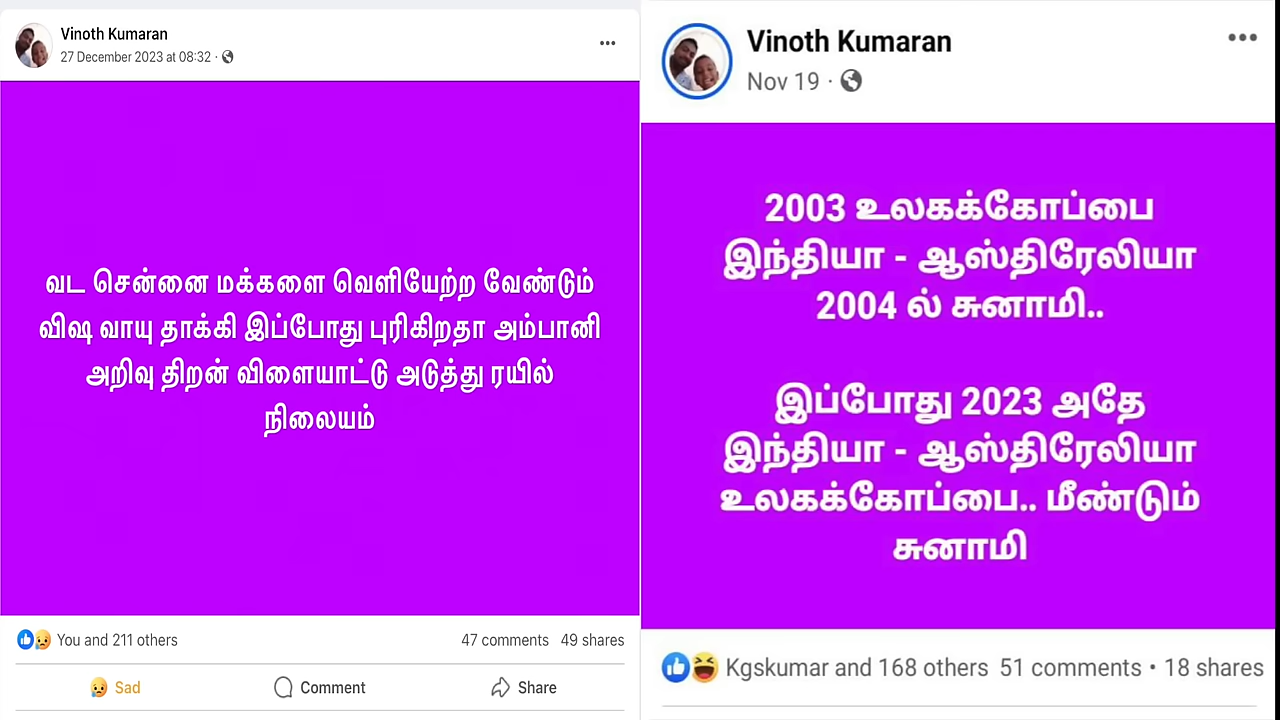 Vinoth Kumaran
27 December 2023 at 08:32 ·
வட சென்னை மக்களை வெளியேற்ற வேண்டும்
விஷ வாயு தாக்கி இப்போது புரிகிறதா அம்பானி
அறிவு திறன் விளையாட்டு அடுத்து ரயில்
நிலையம்
You and 211 others 47 comments 49 shares
Sad Comment Share
Vinoth Kumaran
Nov 19 ·
2003 உலகக்கோப்பை
இந்தியா - ஆஸ்திரேலியா
2004 ல் சுனாமி..
இப்போது 2023 அதே
இந்தியா - ஆஸ்திரேலியா
உலகக்கோப்பை.. மீண்டும்
சுனாமி
Kgskumar and 168 others 51 comments • 18 shares